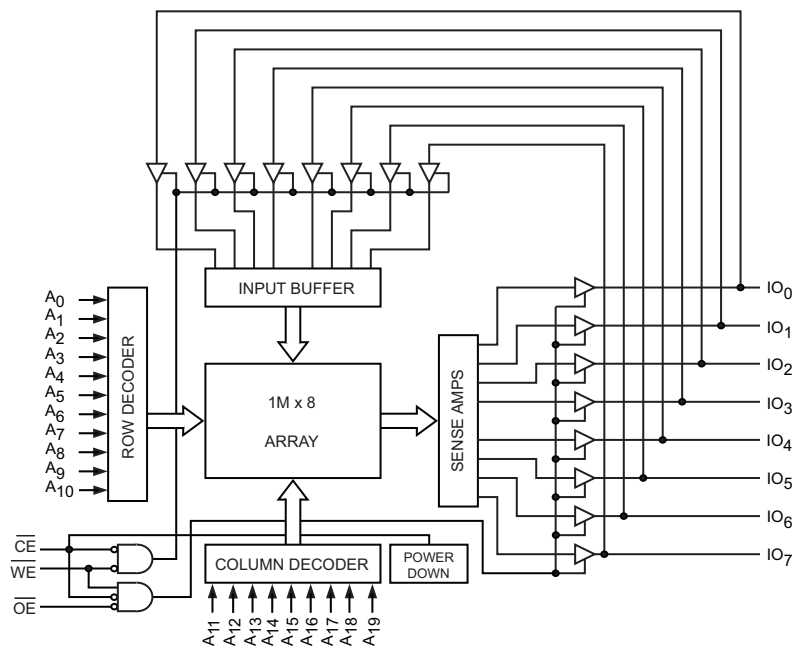 INPUT BUFFER
A0
A1
A2
A3
A4
A5
A6
A7
A8
A9
A10
ROW DECODER
1M x 8
ARRAY
SENSE AMPS
IO0
IO1
IO2
IO3
IO4
IO5
IO6
IO7
CE
WE
OE
COLUMN DECODER
POWER
DOWN
A11
A12
A13
A14
A15
A16
A17
A18
A19